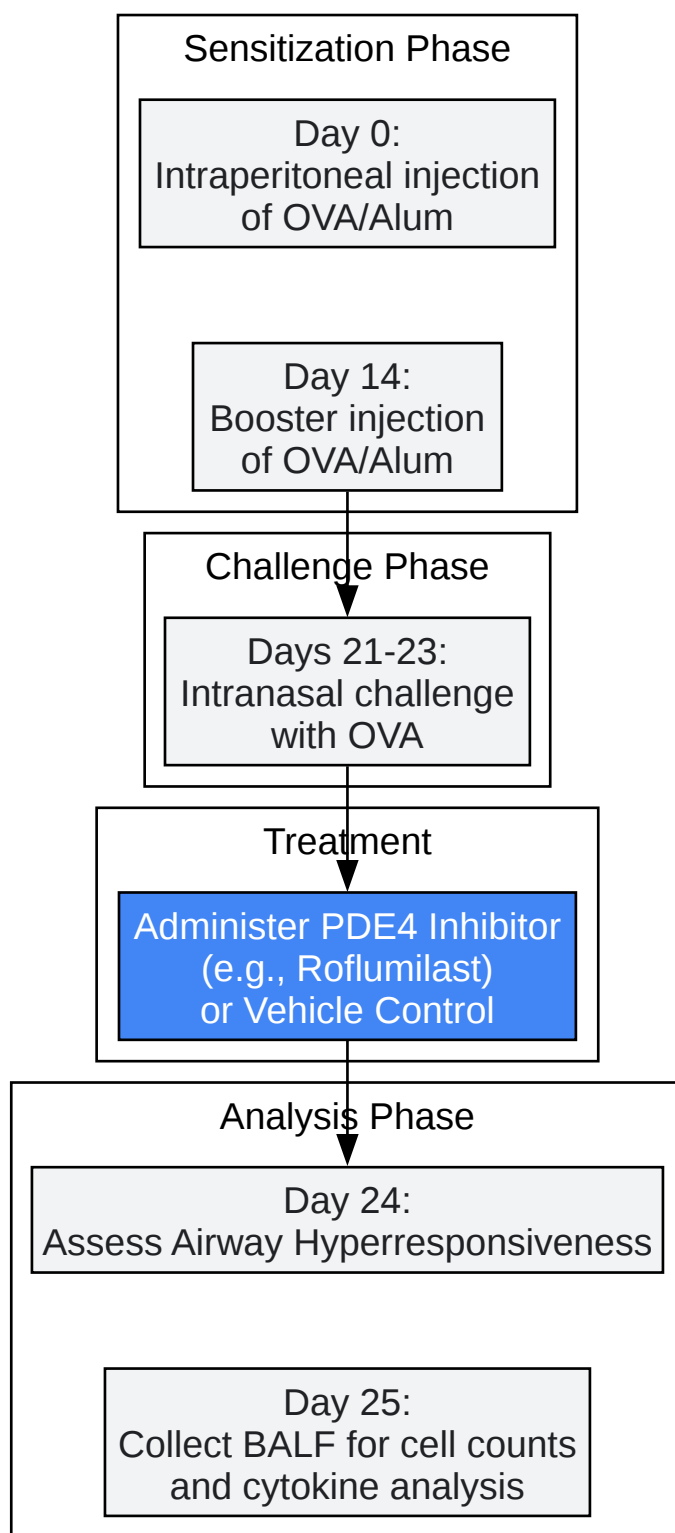 Sensitization Phase
Day 0:
Intraperitoneal injection
of OVA/Alum
Day 14:
Booster injection
of OVA/Alum
Challenge Phase
Days 21-23:
Intranasal challenge
with OVA
Treatment
Administer PDE4 Inhibitor
(e.g., Roflumilast)
or Vehicle Control
Analysis Phase
Day 24:
Assess Airway Hyperresponsiveness
Day 25:
Collect BALF for cell counts
and cytokine analysis